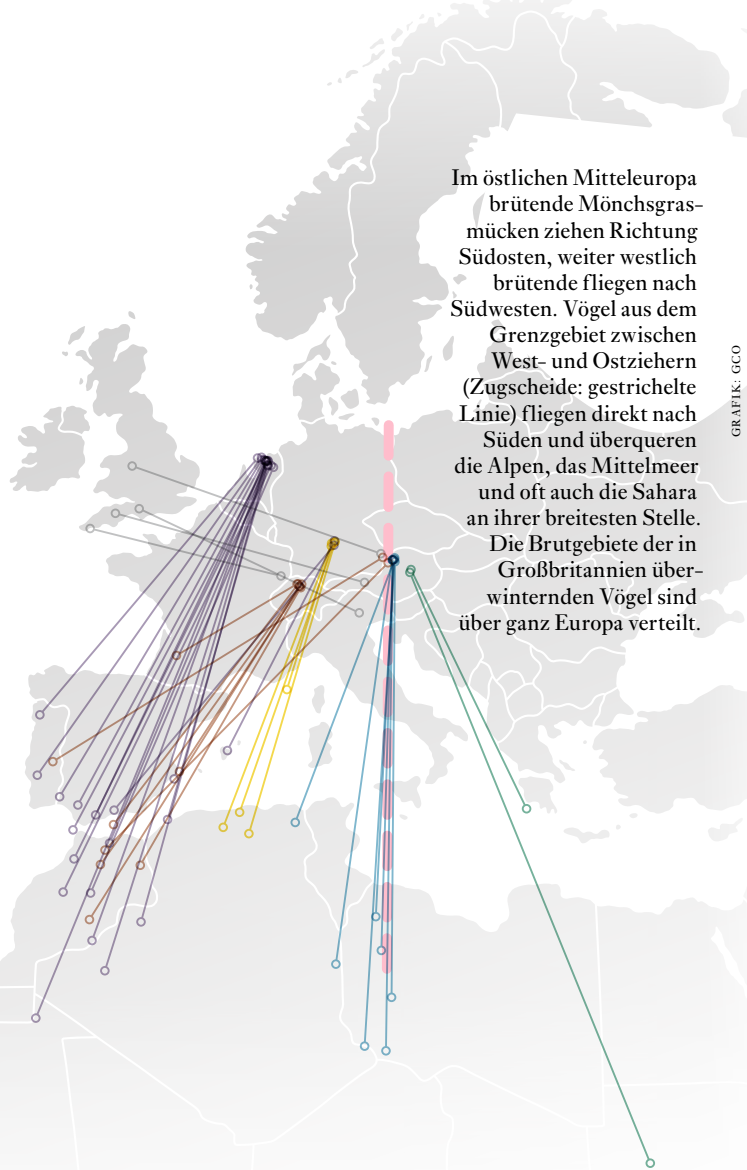 Im östlichen Mitteleuropa
brütende Mönchsgras-
mücken ziehen Richtung
Südosten, weiter westlich
brütende fliegen nach
Südwesten. Vögel aus dem
Grenzgebiet zwischen
West- und Ostziehern
(Zugscheide: gestrichelte
Linie) fliegen direkt nach
Süden und überqueren
die Alpen, das Mittelmeer
und oft auch die Sahara
an ihrer breitesten Stelle.
Die Brutgebiete der in
Großbritannien über-
winternden Vögel sind
über ganz Europa verteilt.
GRAFIK: GCO